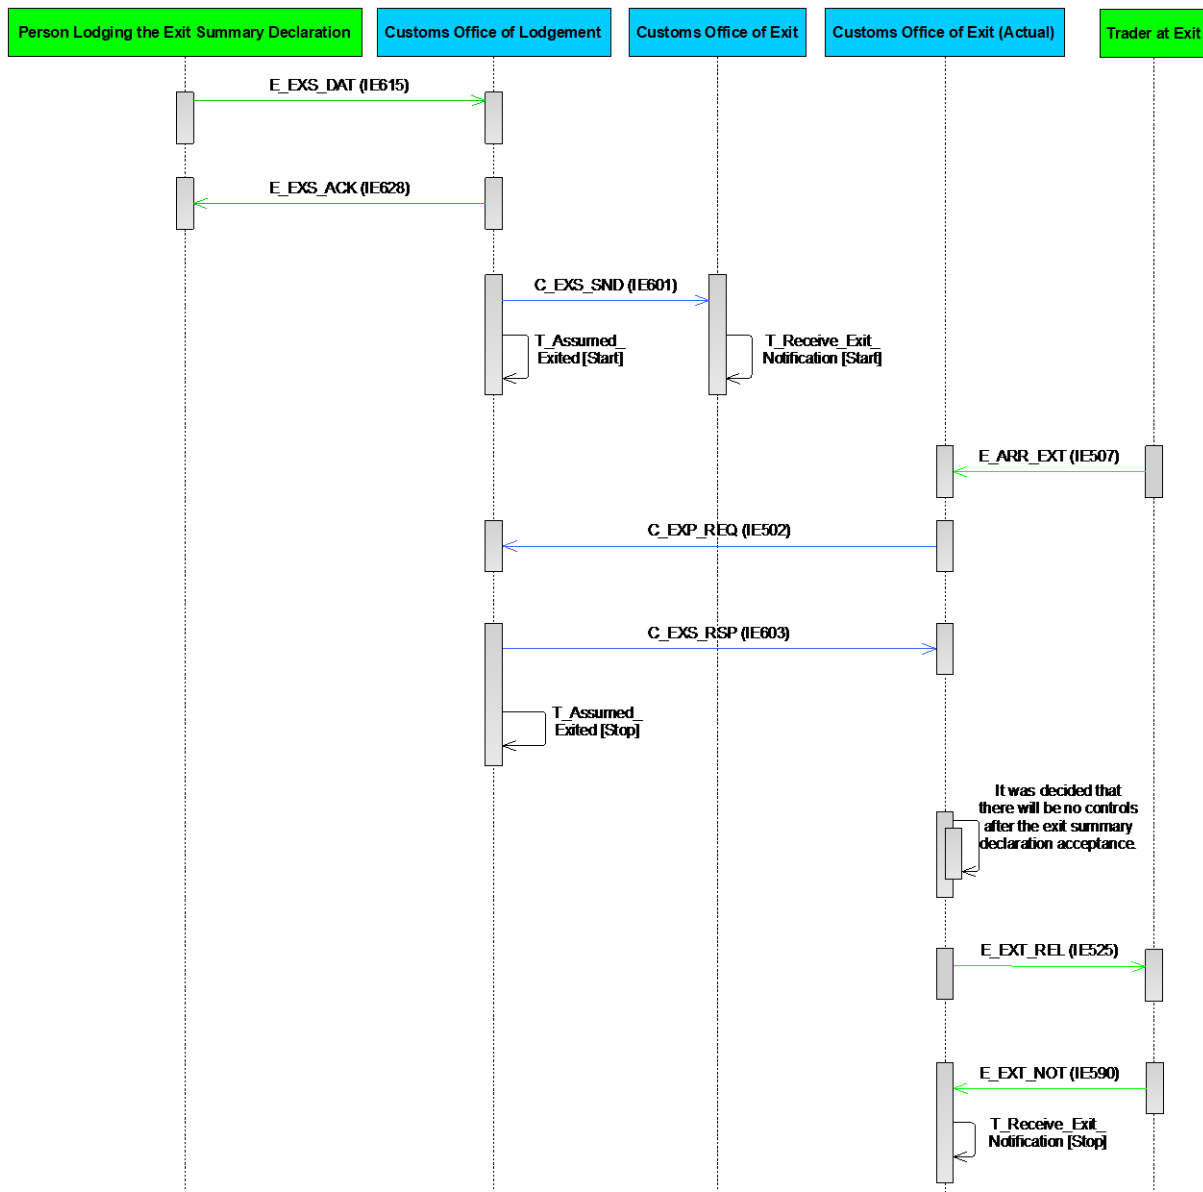 Person Lodging the Exit Summary Declaration
Customs Office of Lodgement
Customs Office of Exit
Customs Office of Exit (Actual)
Trader at Exit
E_EXS_DAT (IE615)
E_EXS_ACK (IE628)
C_EXS_SND (IE601)
T_Assumed_
Exited [Start]
T_Receive_Exit_
Notification [Start]
E_ARR_EXT (IE507)
C_EXP_REQ (IE502)
C_EXS_RSP (IE603)
T_Assumed_
Exited [Stop]
It was decided that
there will be no controls
after the exit summary
declaration acceptance.
E_EXT_REL (IE525)
E_EXT_NOT (IE590)
T_Receive_Exit_
Notification [Stop]